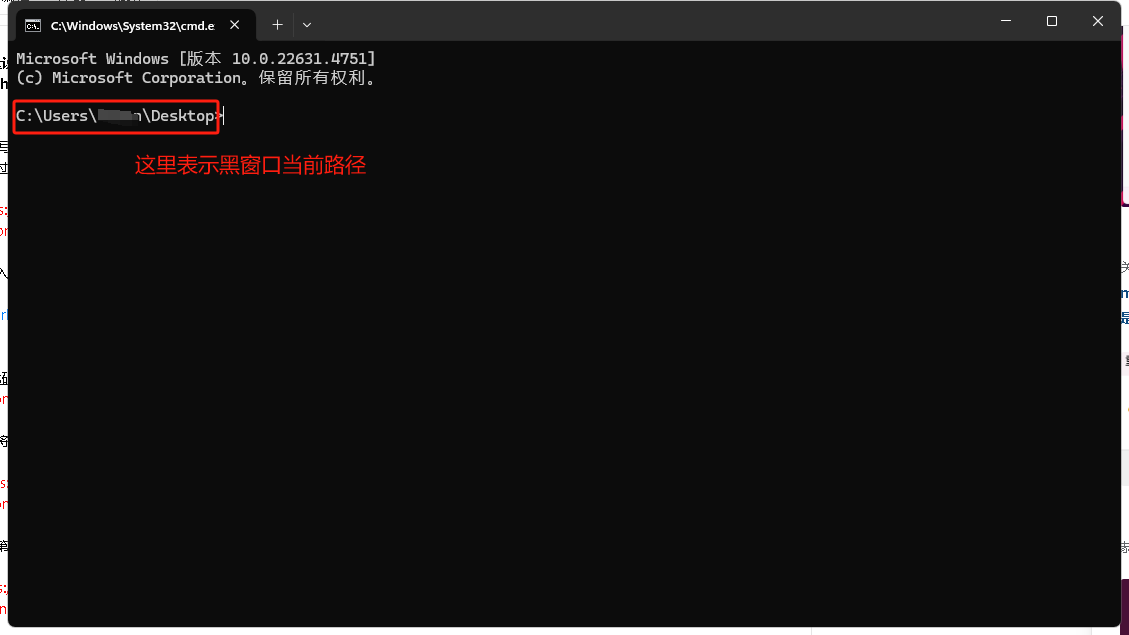 C:\Windows\System32\cmd.e
Microsoft Windows [版本 10.0.22631.4751]
(c) Microsoft Corporation。保留所有权利。
C:\Users\ n\Desktop>
这里表示黑窗口当前路径